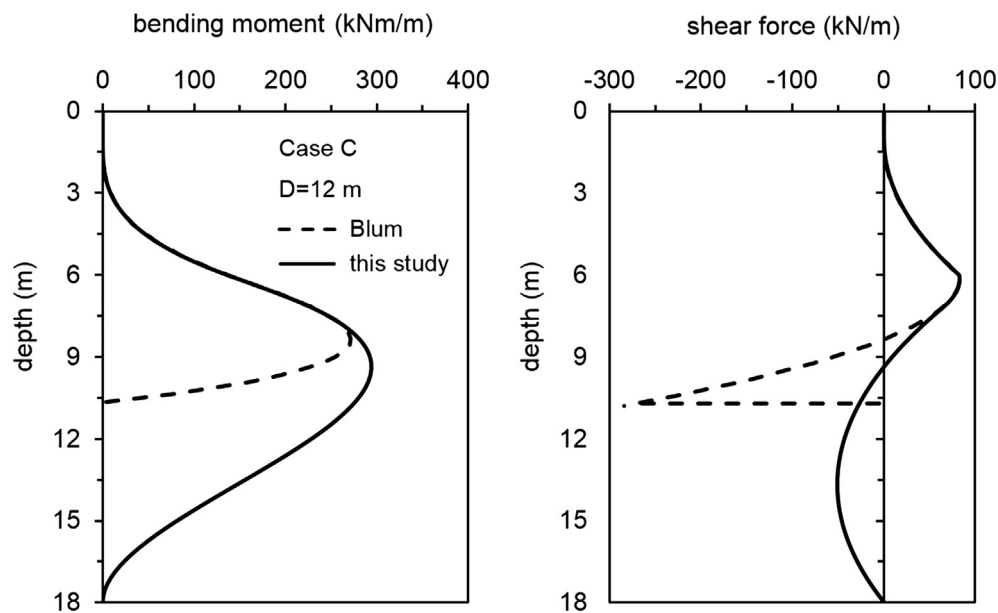 bending moment (kNm/m)
0 100 200 300 400
depth (m)
0
3
6
9
12
15
18
Case C
D=12 m
Blum
this study
shear force (kN/m)
-300 -200 -100 0 100
depth (m)
0
3
6
9
12
15
18